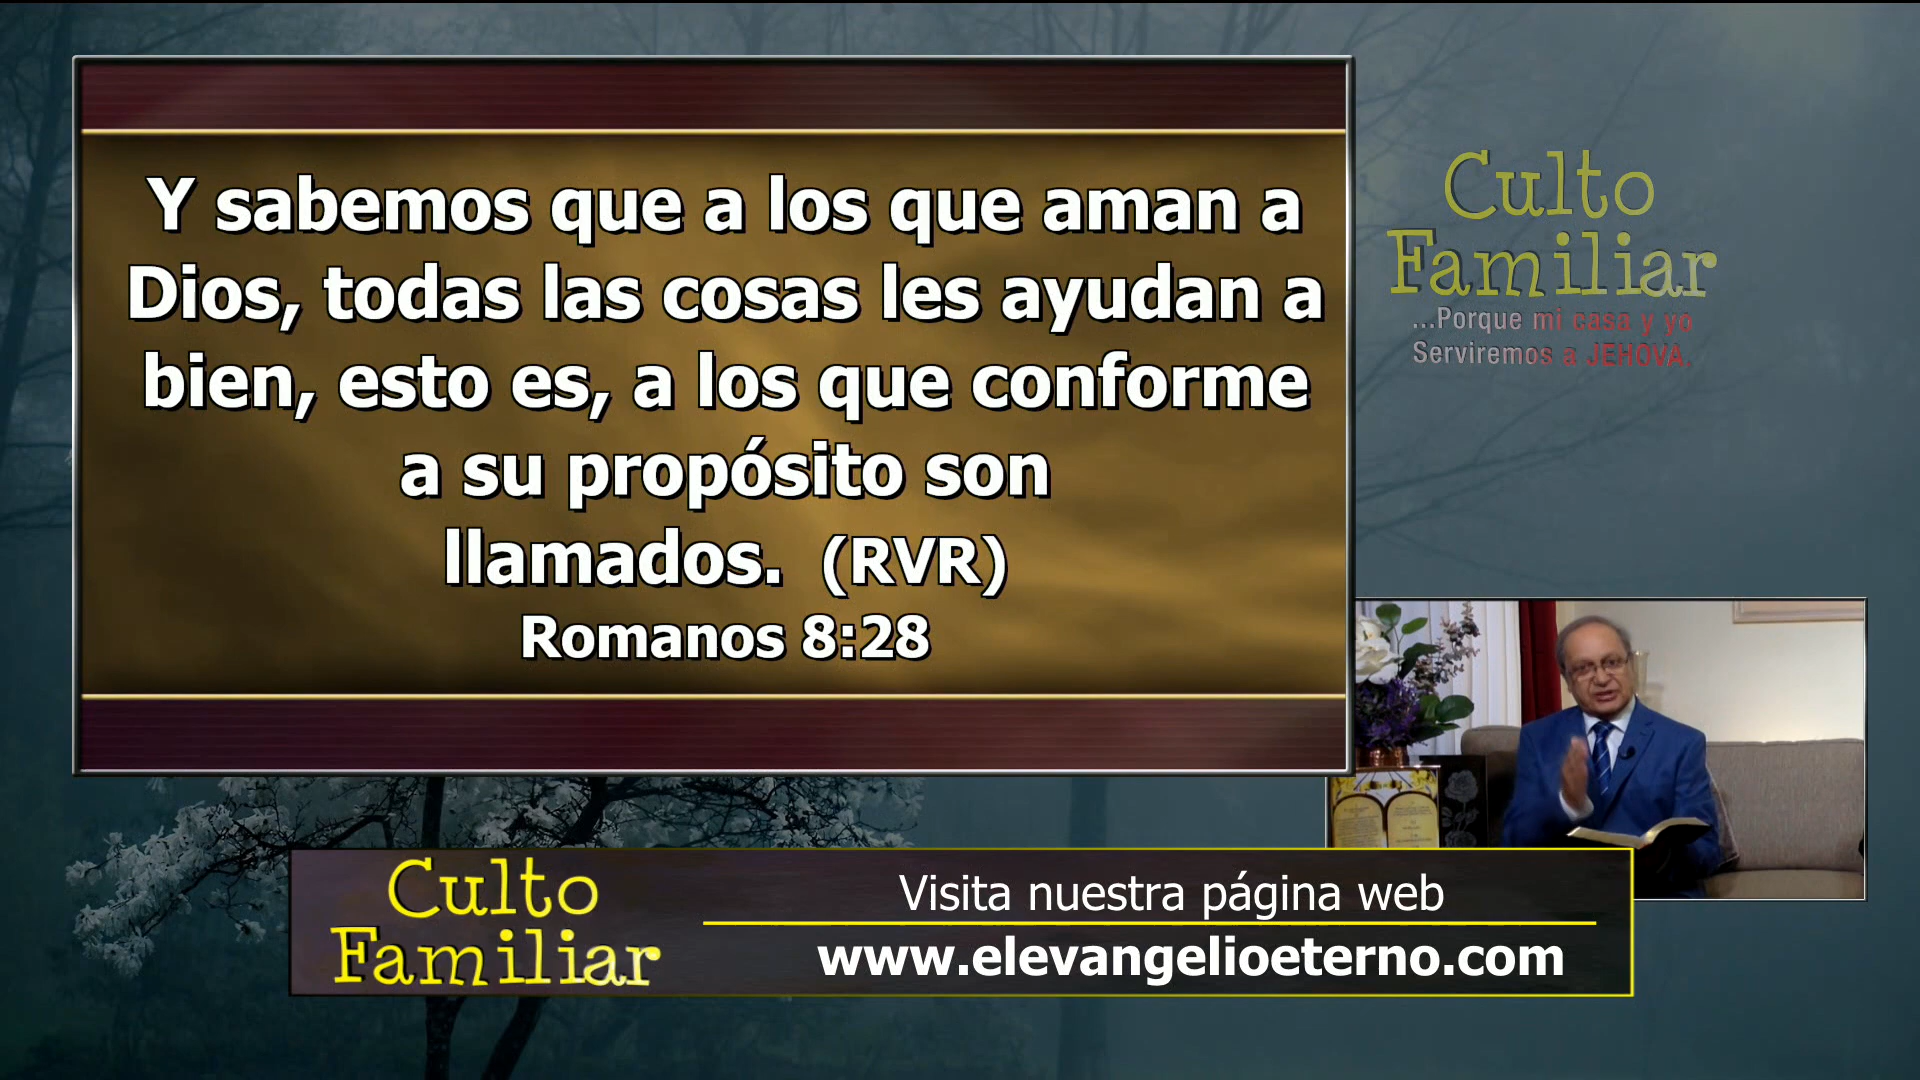 Y sabemos que a los que aman a
Dios, todas las cosas les ayudan a
bien, esto es, a los que conforme
a su propósito son
llamados. (RVR)
Romanos 8:28
Culto
Familiar
...Porque mi casa y yo
Serviremos a JEHOVA.
Culto
Familiar
Visita nuestra página web
www.elevangelioeterno.com